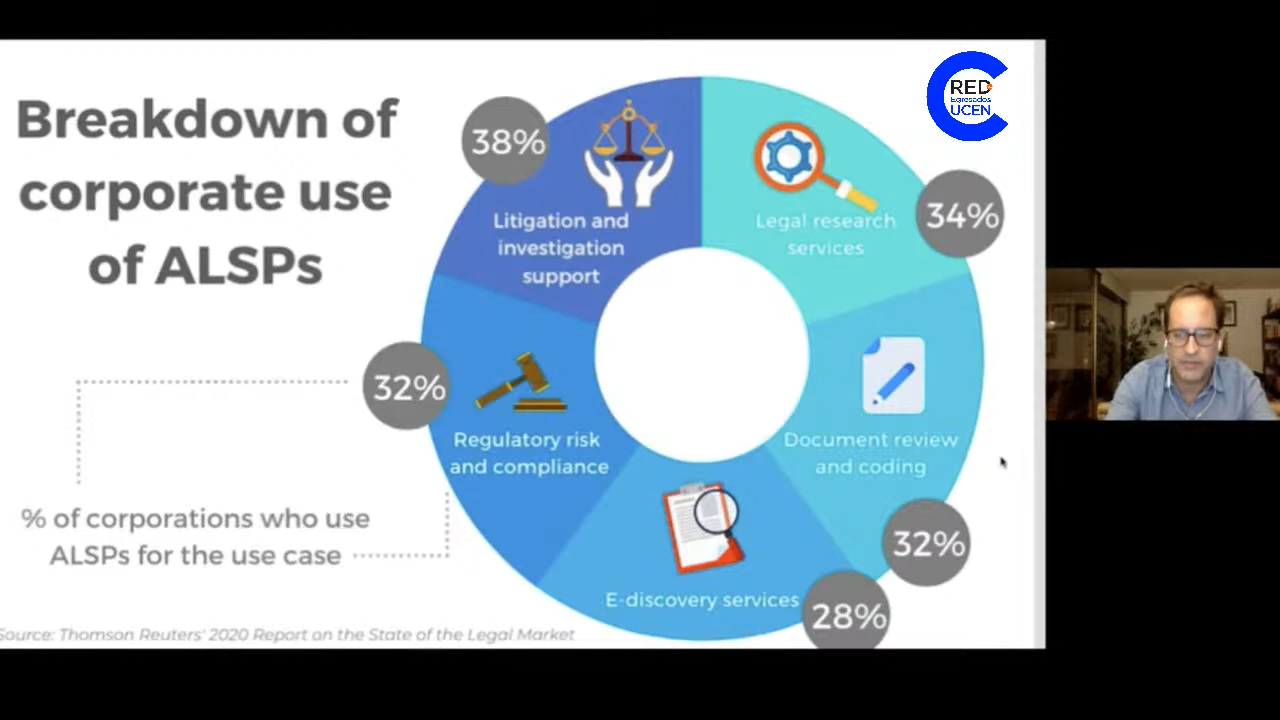 Breakdown of
corporate use
of ALSPs
38%
Litigation and
investigation
support
Legal research
services
34%
RED
Egresados
UCEN
32%
Regulatory risk
and compliance
Document review
and coding
32%
E-discovery services
28%
% of corporations who use
ALSPs for the use case
Source: Thomson Reuters' 2020 Report on the State of the Legal Market